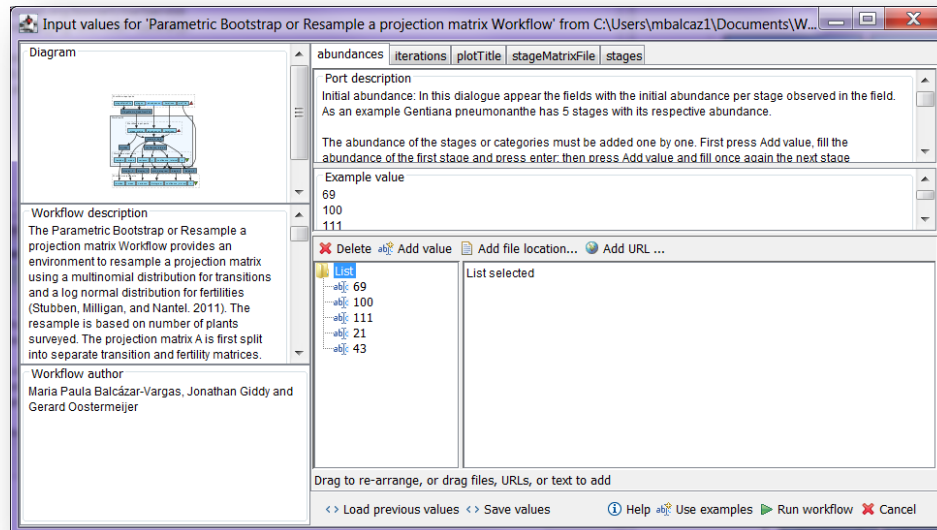 Input values for 'Parametric Bootstrap or Resample a projection matrix Workflow' from C:\Users\mbalcaz1\Documents\W...
Diagram
Workflow description
The Parametric Bootstrap or Resample a
projection matrix Workflow provides an
environment to resample a projection matrix
using a multinomial distribution for transitions
and a log normal distribution for fertilities
(Stubben, Milligan, and Nantel. 2011). The
resample is based on number of plants
surveyed. The projection matrix A is first split
into separate transition and fertility matrices.
Workflow author
Maria Paula Balcázar-Vargas, Jonathan Giddy and
Gerard Oostermeijer
abundances iterations plotTitle stageMatrixFile stages
Port description
Initial abundance: In this dialogue appear the fields with the initial abundance per stage observed in the field.
As an example Gentiana pneumonanthe has 5 stages with its respective abundance.
The abundance of the stages or categories must be added one by one. First press Add value, fill the
abundance of the first stage and press enter; then press Add value and fill once again the next stage
Example value
69
100
111
Delete Add value Add file location... Add URL ...
List
69
100
111
21
43
List selected
Drag to re-arrange, or drag files, URLs, or text to add
Load previous values Save values Help Use examples Run workflow Cancel